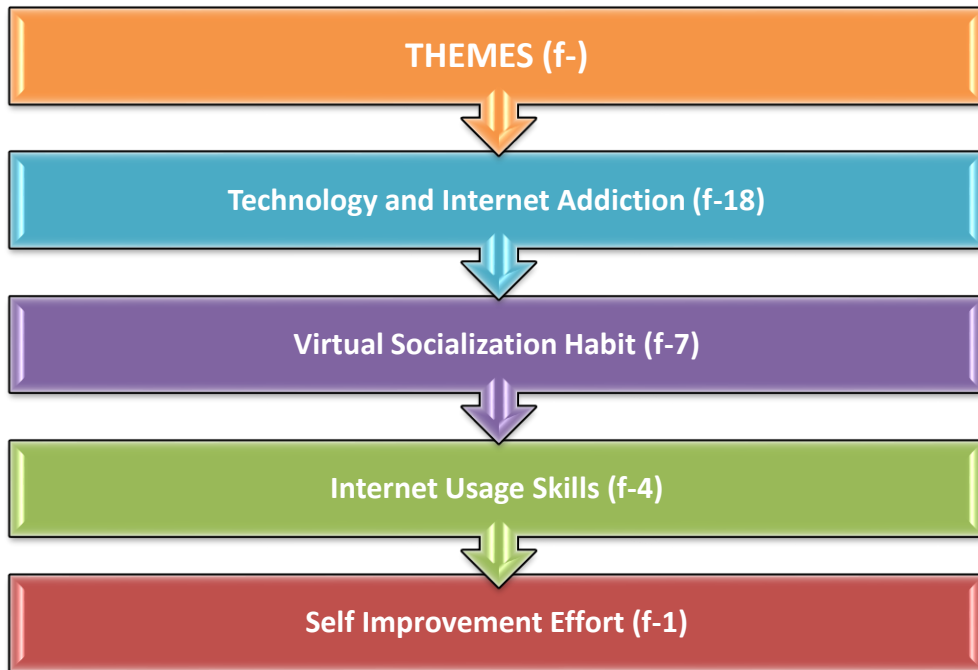 THEMES (f-)
Technology and Internet Addiction (f-18)
Virtual Socialization Habit (f-7)
Internet Usage Skills (f-4)
Self Improvement Effort (f-1)